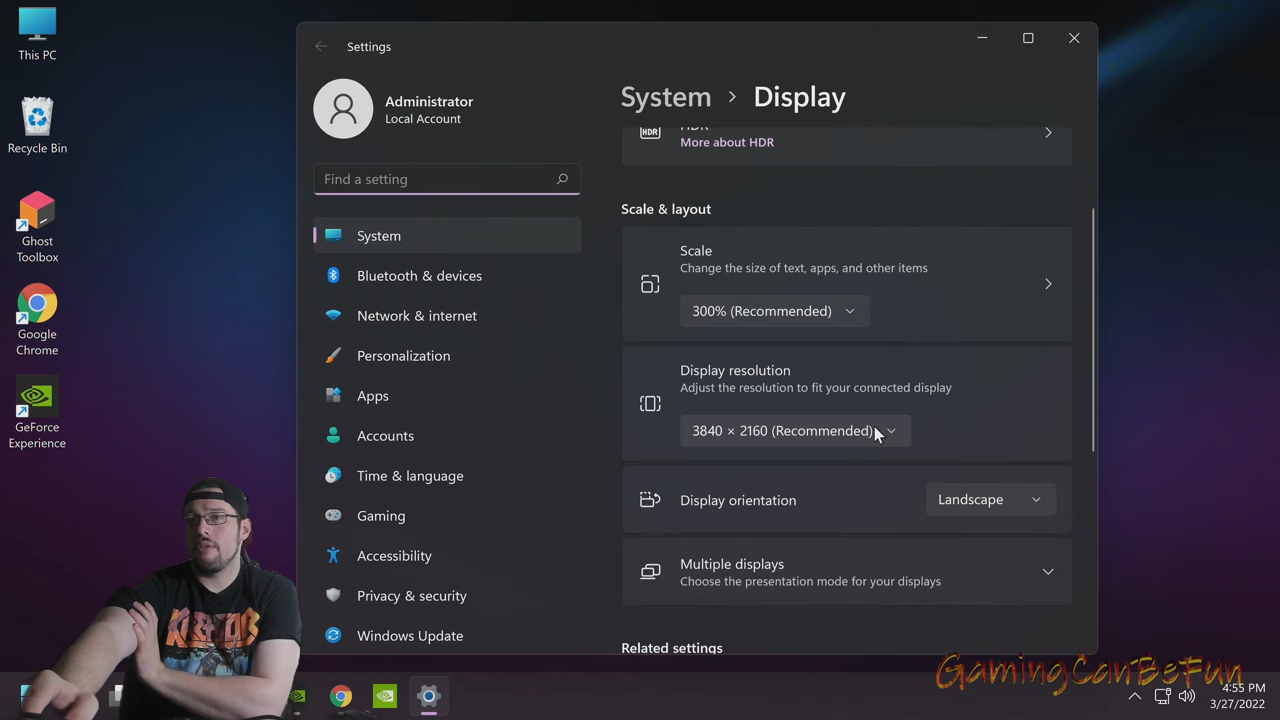 This PC
Recycle Bin
Ghost
Toolbox
Google
Chrome
GeForce
Experience
Settings
Administrator
Local Account
Find a setting
System
Bluetooth & devices
Network & internet
Personalization
Apps
Accounts
Time & language
Gaming
Accessibility
Privacy & security
Windows Update
System > Display
HDR
HDR
More about HDR
Scale & layout
Scale
Change the size of text, apps, and other items
300% (Recommended)
Display resolution
Adjust the resolution to fit your connected display
3840 × 2160 (Recommended)
Display orientation
Landscape
Multiple displays
Choose the presentation mode for your displays
Related settings
GamingCanBeFun
4:55 PM
3/27/2022